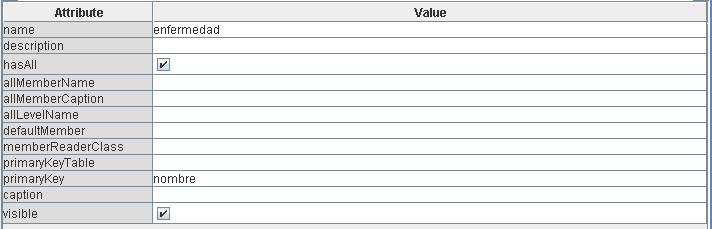 Attribute Value
name enfermedad
description
hasAll
allMemberName
allMemberCaption
allLevelName
defaultMember
memberReaderClass
primaryKeyTable
primaryKey nombre
caption
visible